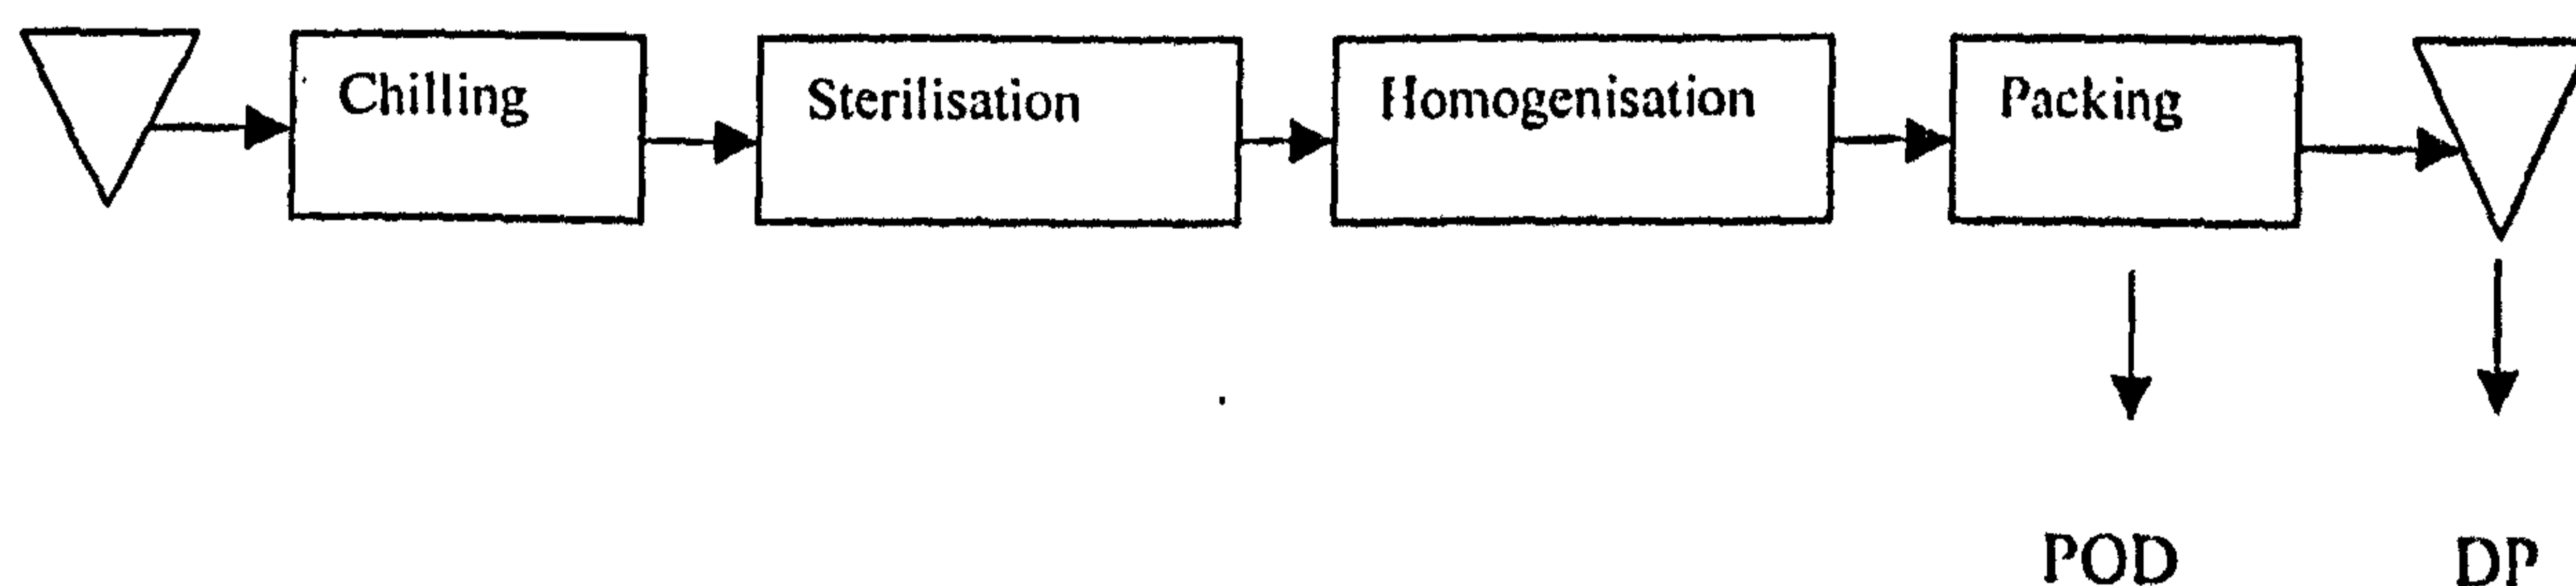 Chilling
Sterilisation
Homogenisation
Packing
POD
DP